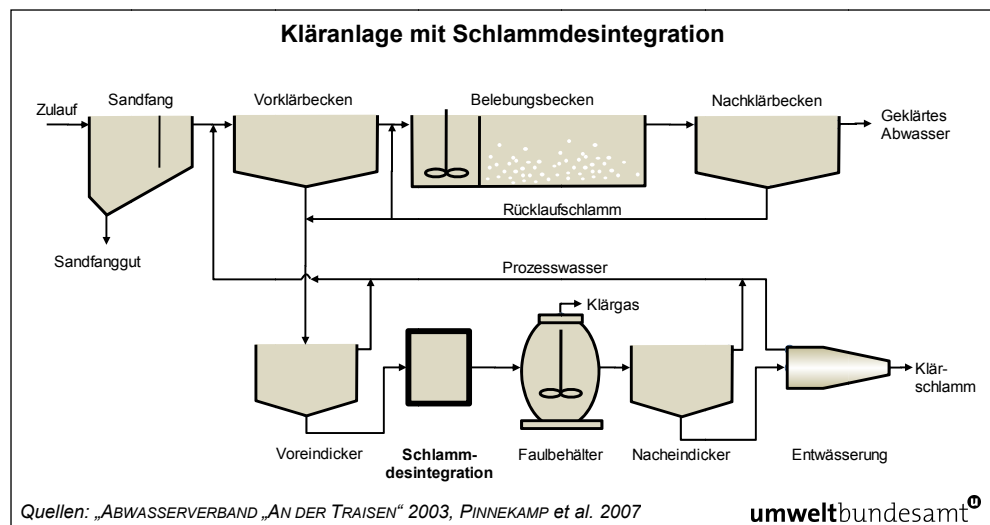 Kläranlage mit Schlammdesintegration
Zulauf
Sandfang
Vorklärbecken
Belebungsbecken
Nachklärbecken
Geklärtes
Abwasser
Rücklaufschlamm
Sandfanggut
Prozesswasser
Klärgas
Klär-
schlamm
Voreindicker
Schlamm-
desintegration
Faulbehälter
Nacheindicker
Entwässerung
Quellen: „ABWASSERVERBAND „AN DER TRAISEN“ 2003, PINNEKAMP et al. 2007
umweltbundesamt